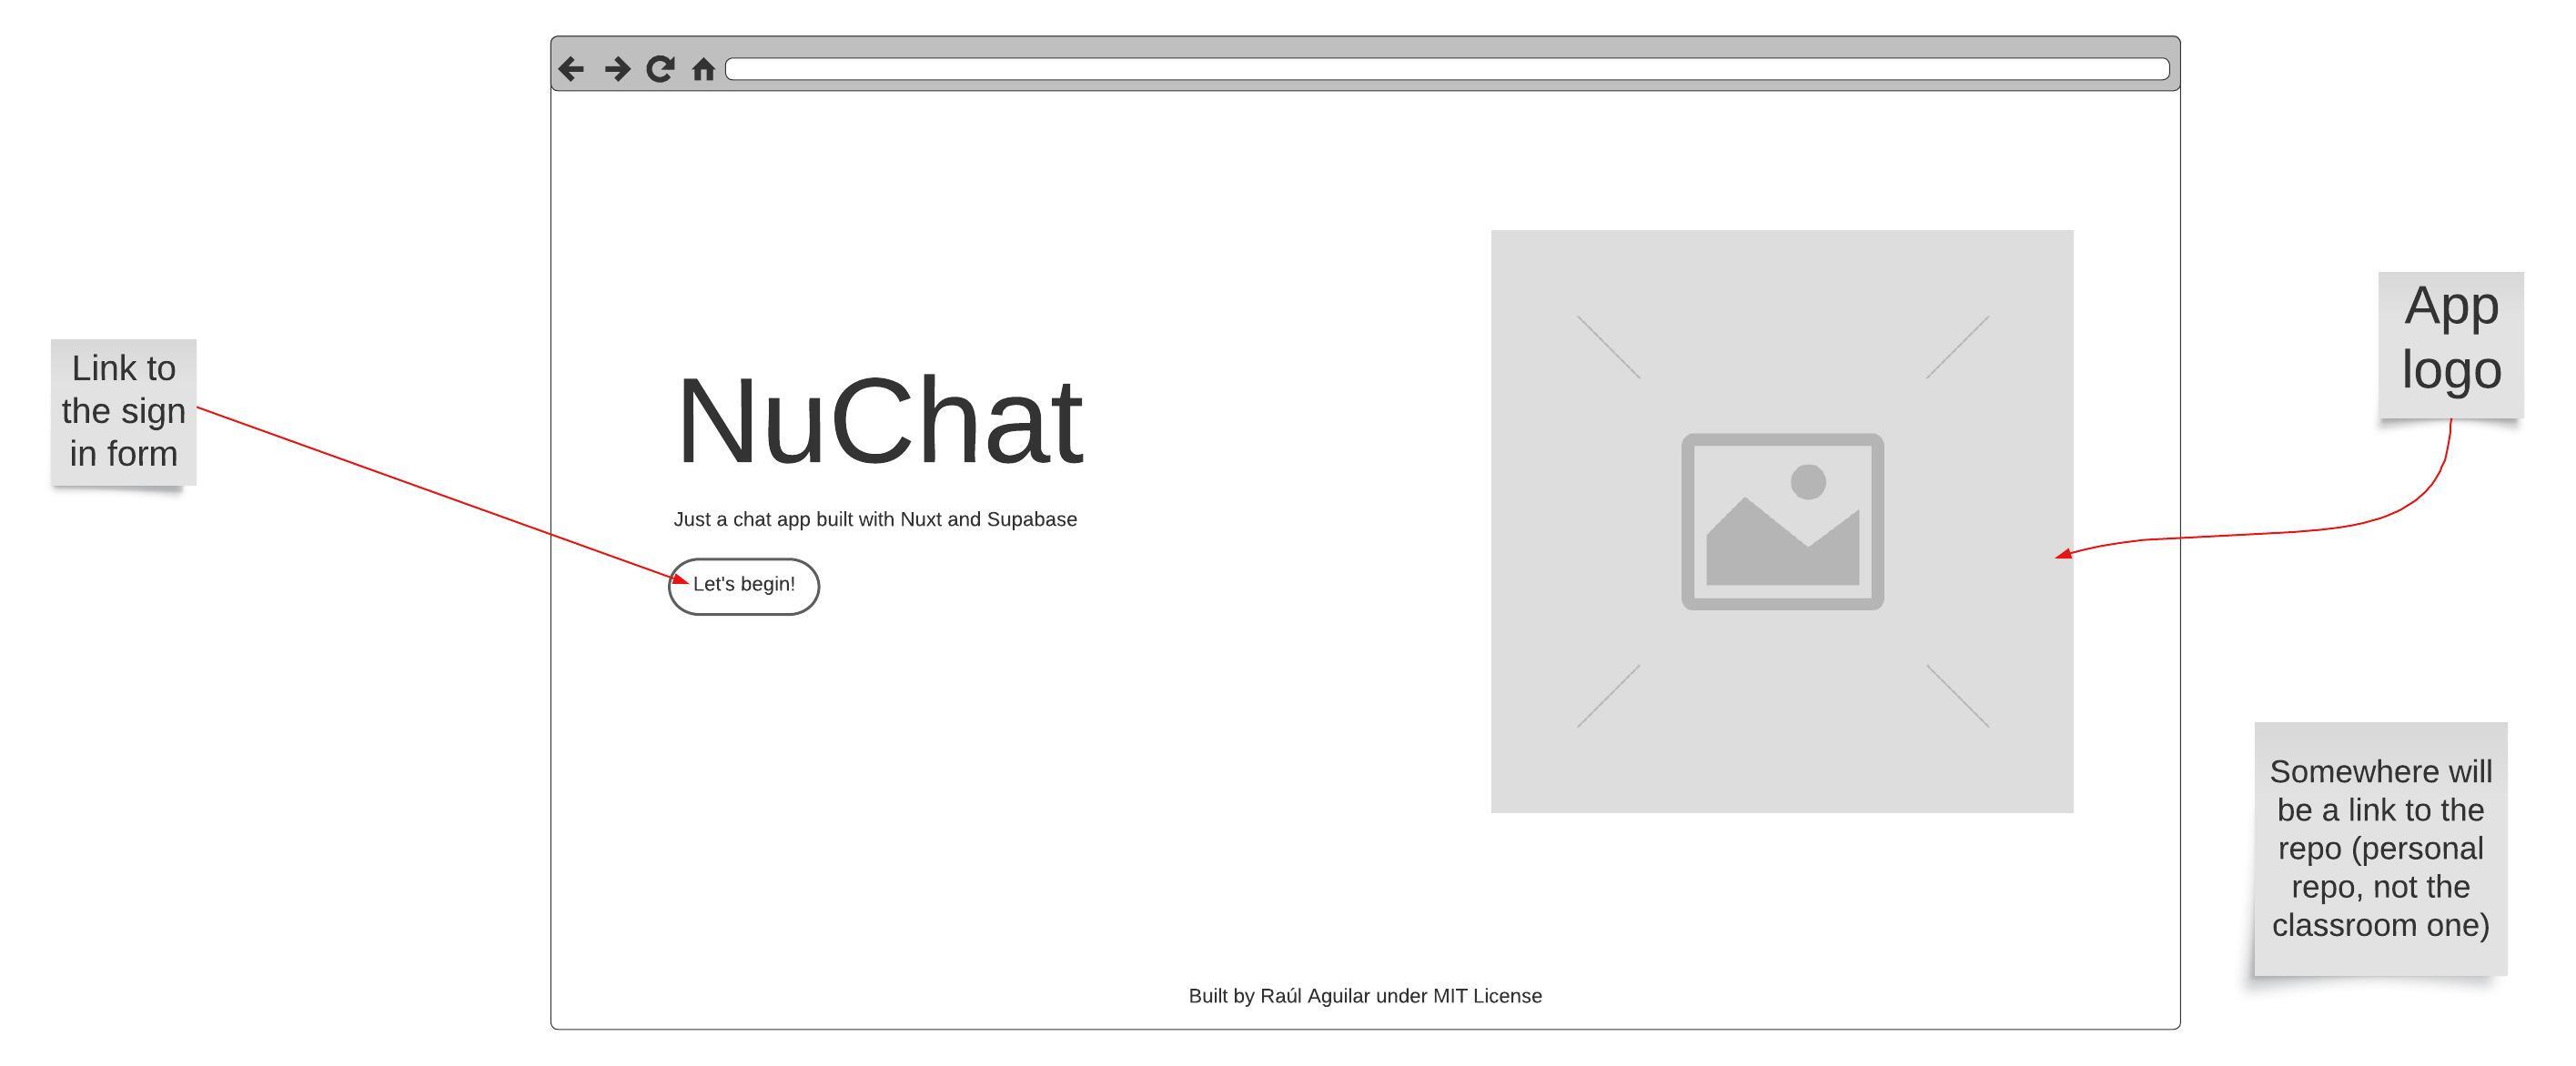 Link to
the sign
in form
NuChat
Just a chat app built with Nuxt and Supabase
Let's begin!
App
logo
Somewhere will
be a link to the
repo (personal
repo, not the
classroom one)
Built by Raúl Aguilar under MIT License